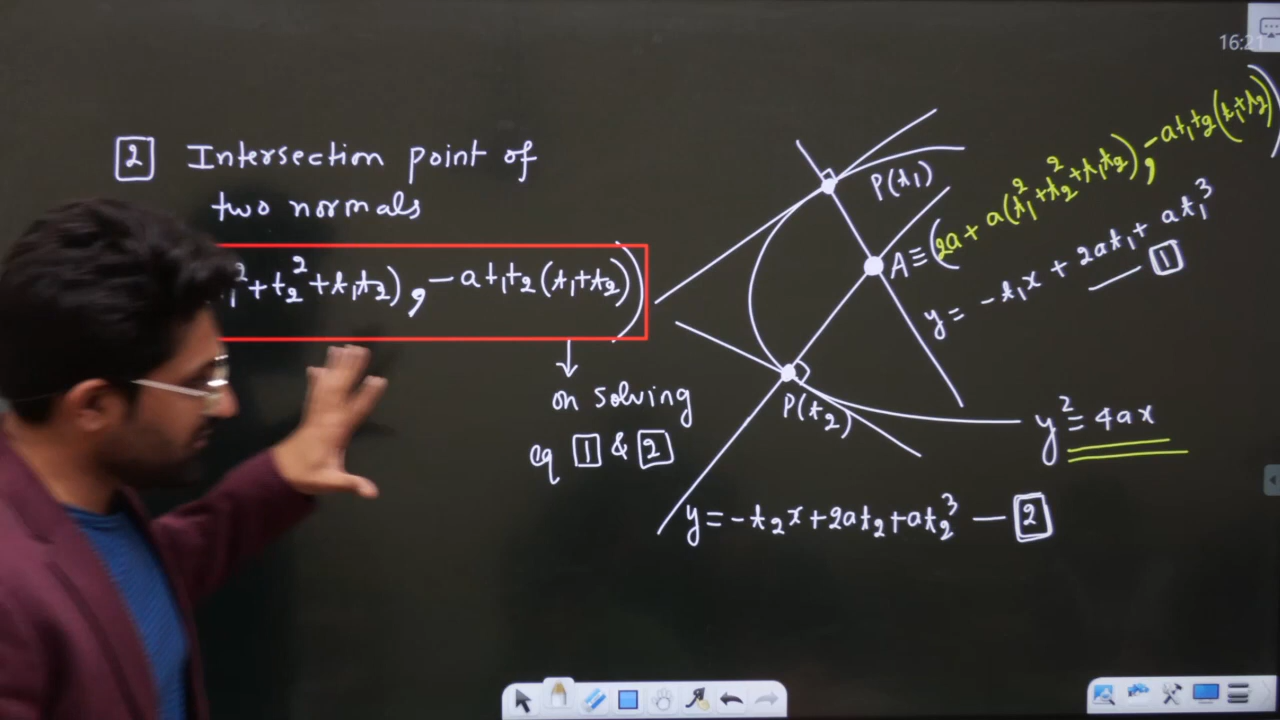 16:21
2 Intersection point of
two normals
²+t₂²+t₁t₂), -at₁t₂(t₁+t₂))
on solving
eq 1 & 2
P(t₁)
A≡(2a+a(t₁²+t₂²+t₁t₂), -at₁t₂(t₁+t₂))
y = -t₁x + 2at₁ + at₁³
— 1
P(t₂)
y² = 4ax
y = -t₂x+2at₂+at₂³ — 2